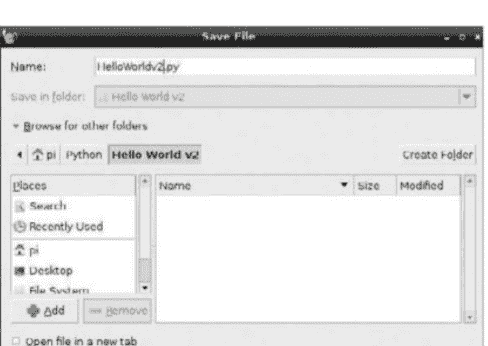 Save File
Name: HelloWorldv2.py
Save in folder: Hello World v2
Browse for other folders
pi Python Hello World v2 Create Folder
Places Name Size Modified
Search
Recently Used
pi
Desktop
File System
Add Remove
Open file in a new tab